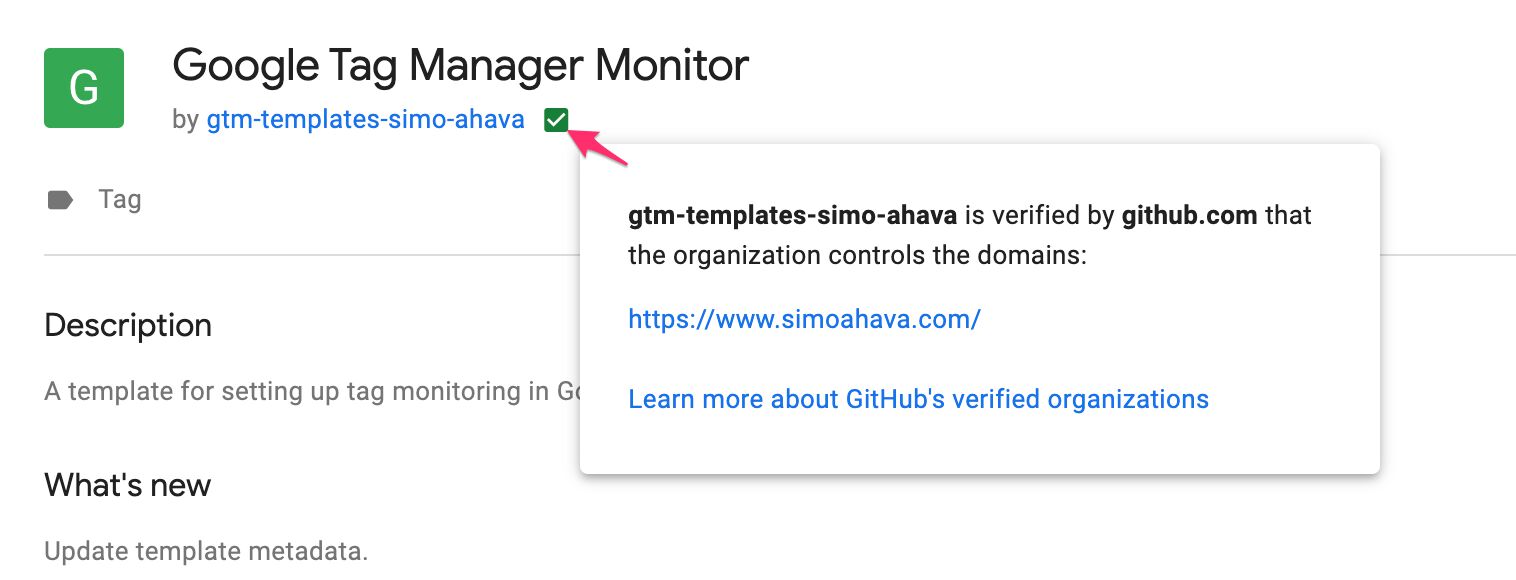 G
Google Tag Manager Monitor
by gtm-templates-simo-ahava
Tag
gtm-templates-simo-ahava is verified by github.com that
the organization controls the domains:
https://www.simoahava.com/
Learn more about GitHub's verified organizations
Description
A template for setting up tag monitoring in
What's new
Update template metadata.